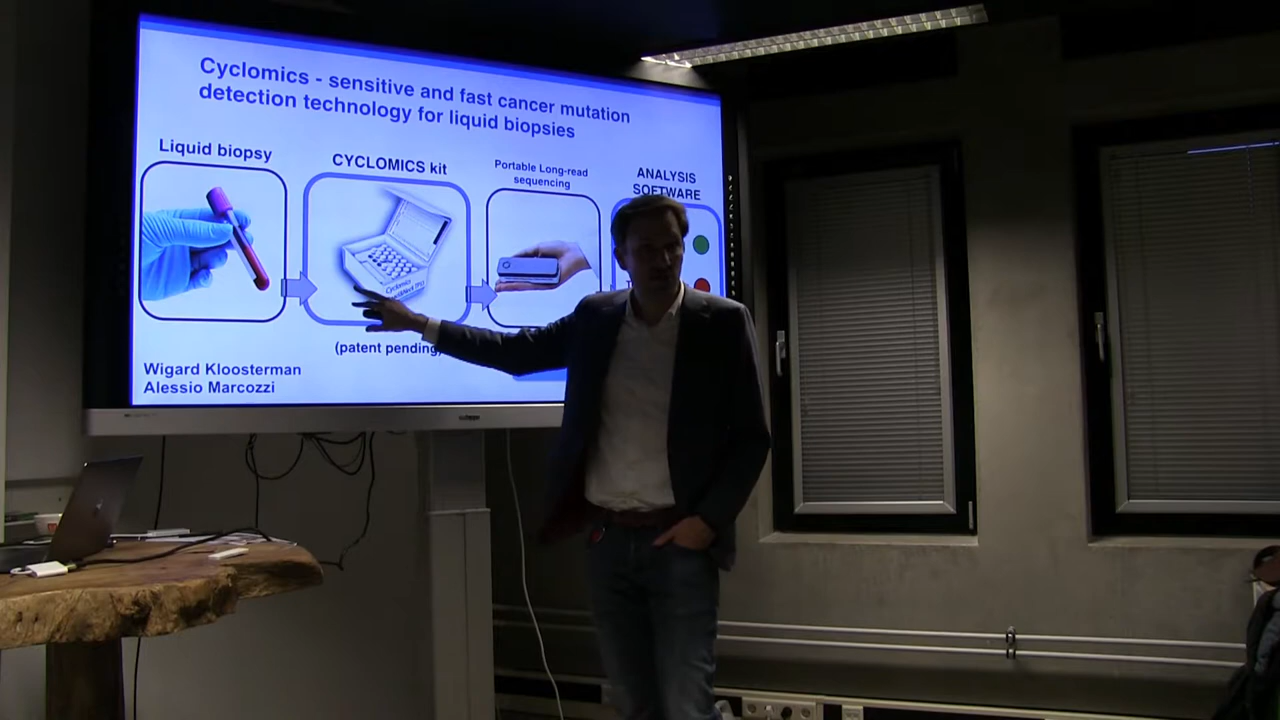 Cyclomics - sensitive and fast cancer mutation
detection technology for liquid biopsies
Liquid biopsy
CYCLOMICS kit
Portable Long-read
sequencing
ANALYSIS
SOFTWARE
Cyclomics
(patent pending)
Wigard Kloosterman
Alessio Marcozzi